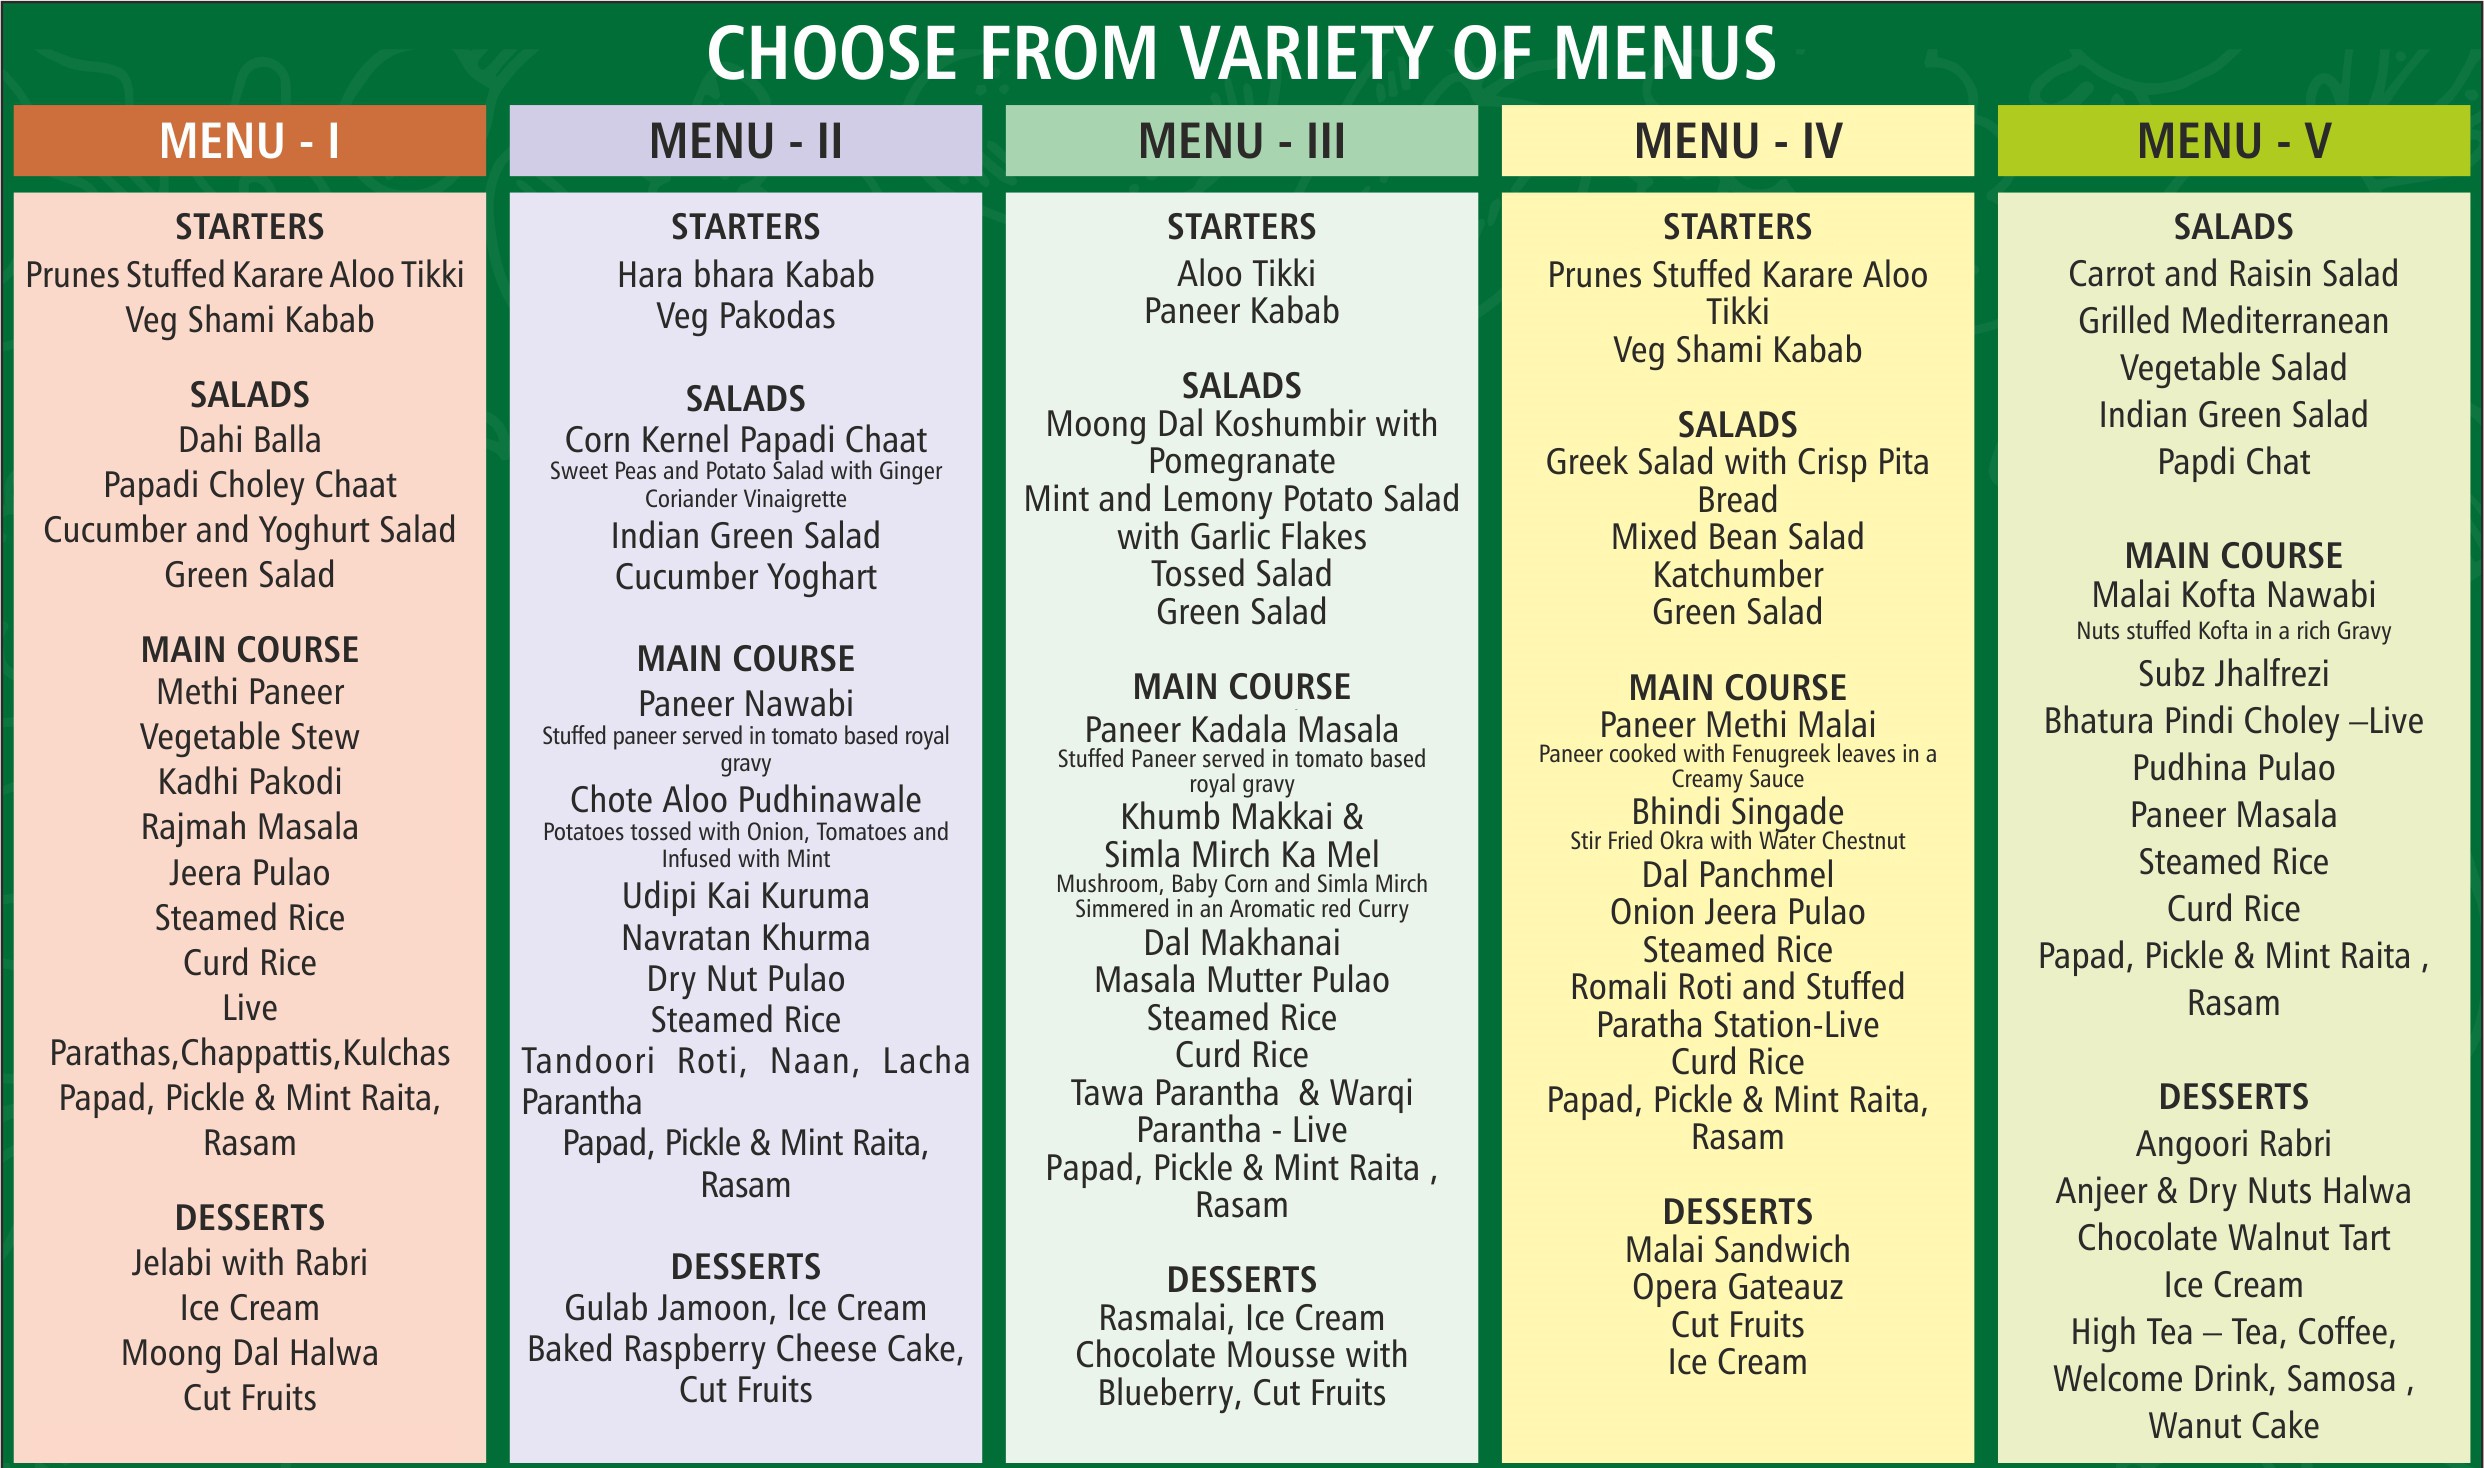 CHOOSE FROM VARIETY OF MENUS
MENU - I
STARTERS
Prunes Stuffed Karare Aloo Tikki
Veg Shami Kabab
SALADS
Dahi Balla
Papadi Choley Chaat
Cucumber and Yoghurt Salad
Green Salad
MAIN COURSE
Methi Paneer
Vegetable Stew
Kadhi Pakodi
Rajmah Masala
Jeera Pulao
Steamed Rice
Curd Rice
Live
Parathas,Chappattis,Kulchas
Papad, Pickle & Mint Raita,
Rasam
DESSERTS
Jelabi with Rabri
Ice Cream
Moong Dal Halwa
Cut Fruits
MENU - II
STARTERS
Hara bhara Kabab
Veg Pakodas
SALADS
Corn Kernel Papadi Chaat
Sweet Peas and Potato Salad with Ginger
Coriander Vinaigrette
Indian Green Salad
Cucumber Yoghart
MAIN COURSE
Paneer Nawabi
Stuffed paneer served in tomato based royal
gravy
Chote Aloo Pudhinawale
Potatoes tossed with Onion, Tomatoes and
Infused with Mint
Udipi Kai Kuruma
Navratan Khurma
Dry Nut Pulao
Steamed Rice
Tandoori Roti, Naan, Lacha
Parantha
Papad, Pickle & Mint Raita,
Rasam
DESSERTS
Gulab Jamoon, Ice Cream
Baked Raspberry Cheese Cake,
Cut Fruits
MENU - III
STARTERS
Aloo Tikki
Paneer Kabab
SALADS
Moong Dal Koshumbir with
Pomegranate
Mint and Lemony Potato Salad
with Garlic Flakes
Tossed Salad
Green Salad
MAIN COURSE
Paneer Kadala Masala
Stuffed Paneer served in tomato based
royal gravy
Khumb Makkai &
Simla Mirch Ka Mel
Mushroom, Baby Corn and Simla Mirch
Simmered in an Aromatic red Curry
Dal Makhanai
Masala Mutter Pulao
Steamed Rice
Curd Rice
Tawa Parantha & Warqi
Parantha - Live
Papad, Pickle & Mint Raita ,
Rasam
DESSERTS
Rasmalai, Ice Cream
Chocolate Mousse with
Blueberry, Cut Fruits
MENU - IV
STARTERS
Prunes Stuffed Karare Aloo
Tikki
Veg Shami Kabab
SALADS
Greek Salad with Crisp Pita
Bread
Mixed Bean Salad
Katchumber
Green Salad
MAIN COURSE
Paneer Methi Malai
Paneer cooked with Fenugreek leaves in a
Creamy Sauce
Bhindi Singade
Stir Fried Okra with Water Chestnut
Dal Panchmel
Onion Jeera Pulao
Steamed Rice
Romali Roti and Stuffed
Paratha Station-Live
Curd Rice
Papad, Pickle & Mint Raita,
Rasam
DESSERTS
Malai Sandwich
Opera Gateauz
Cut Fruits
Ice Cream
MENU - V
SALADS
Carrot and Raisin Salad
Grilled Mediterranean
Vegetable Salad
Indian Green Salad
Papdi Chat
MAIN COURSE
Malai Kofta Nawabi
Nuts stuffed Kofta in a rich Gravy
Subz Jhalfrezi
Bhatura Pindi Choley –Live
Pudhina Pulao
Paneer Masala
Steamed Rice
Curd Rice
Papad, Pickle & Mint Raita ,
Rasam
DESSERTS
Angoori Rabri
Anjeer & Dry Nuts Halwa
Chocolate Walnut Tart
Ice Cream
High Tea – Tea, Coffee,
Welcome Drink, Samosa ,
Wanut Cake